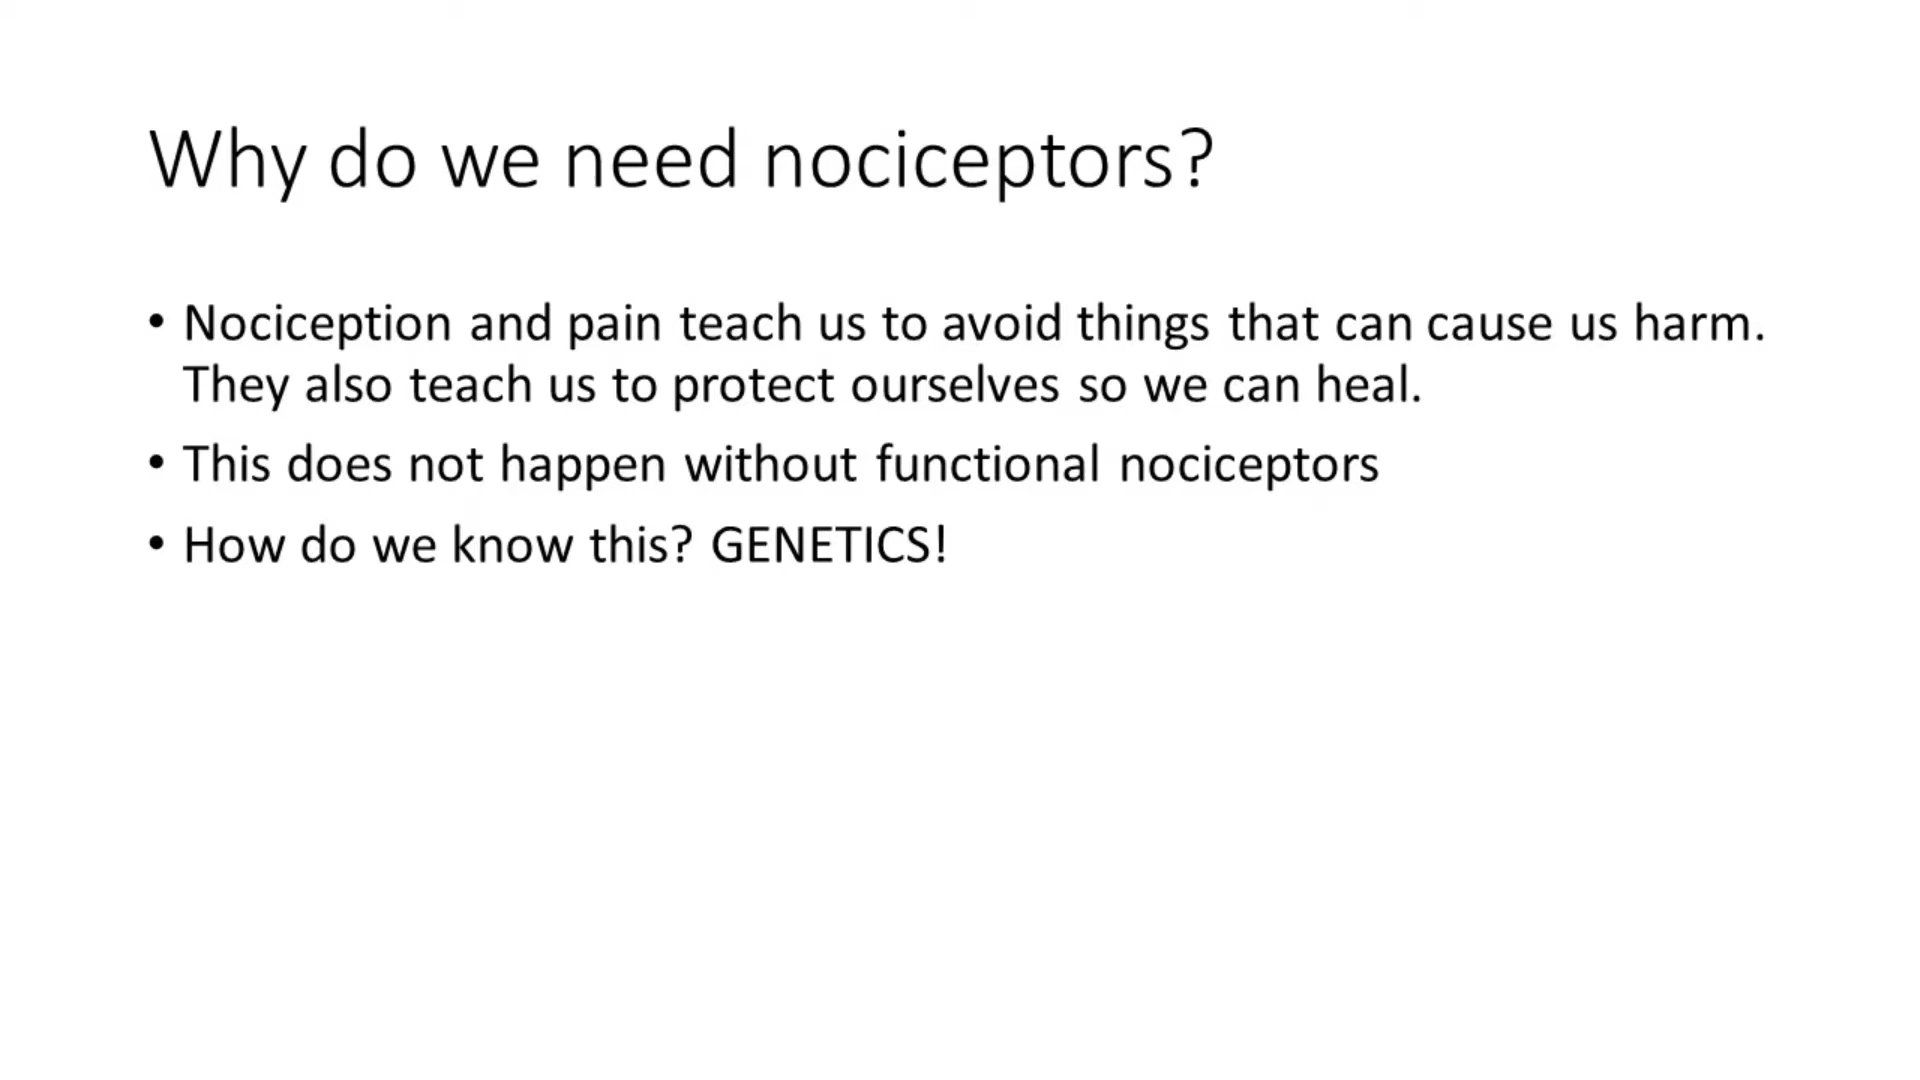 Why do we need nociceptors?
• Nociception and pain teach us to avoid things that can cause us harm.
They also teach us to protect ourselves so we can heal.
• This does not happen without functional nociceptors
• How do we know this? GENETICS!